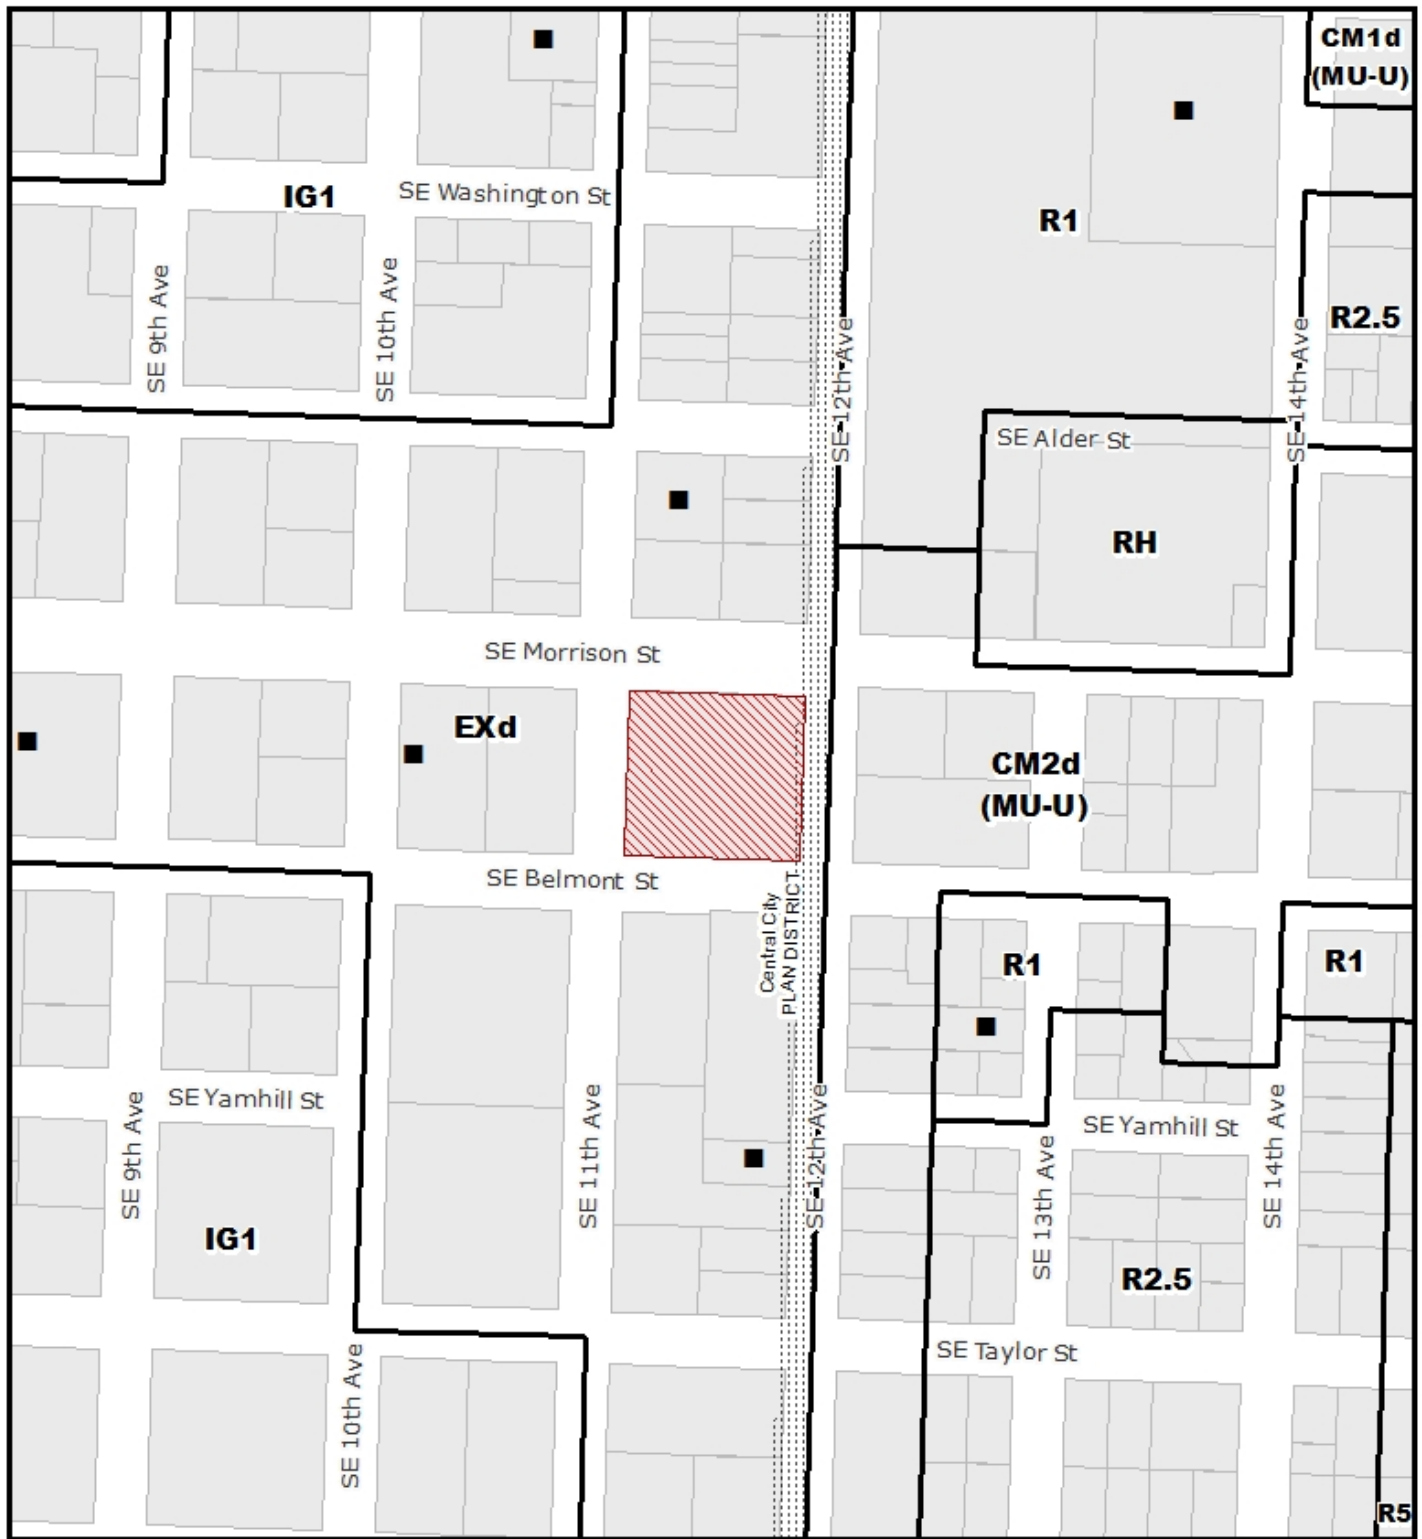 CM1d
(MU-U)
IG1
SE Washington St
R1
SE 9th Ave
SE 10th Ave
SE 12th Ave
SE 14th Ave
R2.5
SE Alder St
RH
SE Morrison St
EXd
CM2d
(MU-U)
SE Belmont St
Central City
PLAN DISTRICT
R1
R1
SE Yamhill St
SE 9th Ave
SE 11th Ave
SE 12th Ave
SE Yamhill St
SE 13th Ave
SE 14th Ave
IG1
R2.5
SE Taylor St
SE 10th Ave
R5